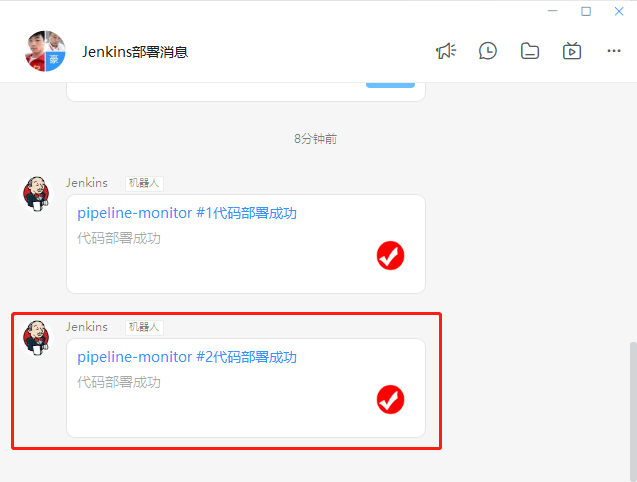 豪
Jenkins部署消息
8分钟前
Jenkins 机器人
pipeline-monitor #1代码部署成功
代码部署成功
Jenkins 机器人
pipeline-monitor #2代码部署成功
代码部署成功